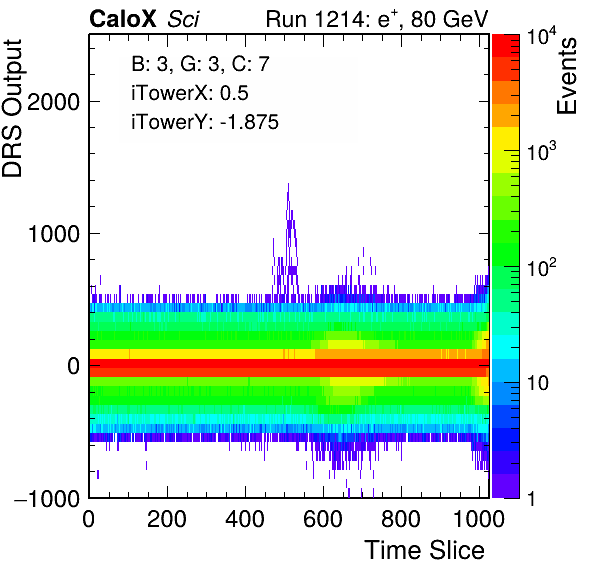 CaloX Sci
Run 1214: e⁺, 80 GeV
B: 3, G: 3, C: 7
iTowerX: 0.5
iTowerY: -1.875
DRS Output
2000
1000
0
−1000
0 200 400 600 800 1000
Time Slice
Events
10⁴
10³
10²
10
1